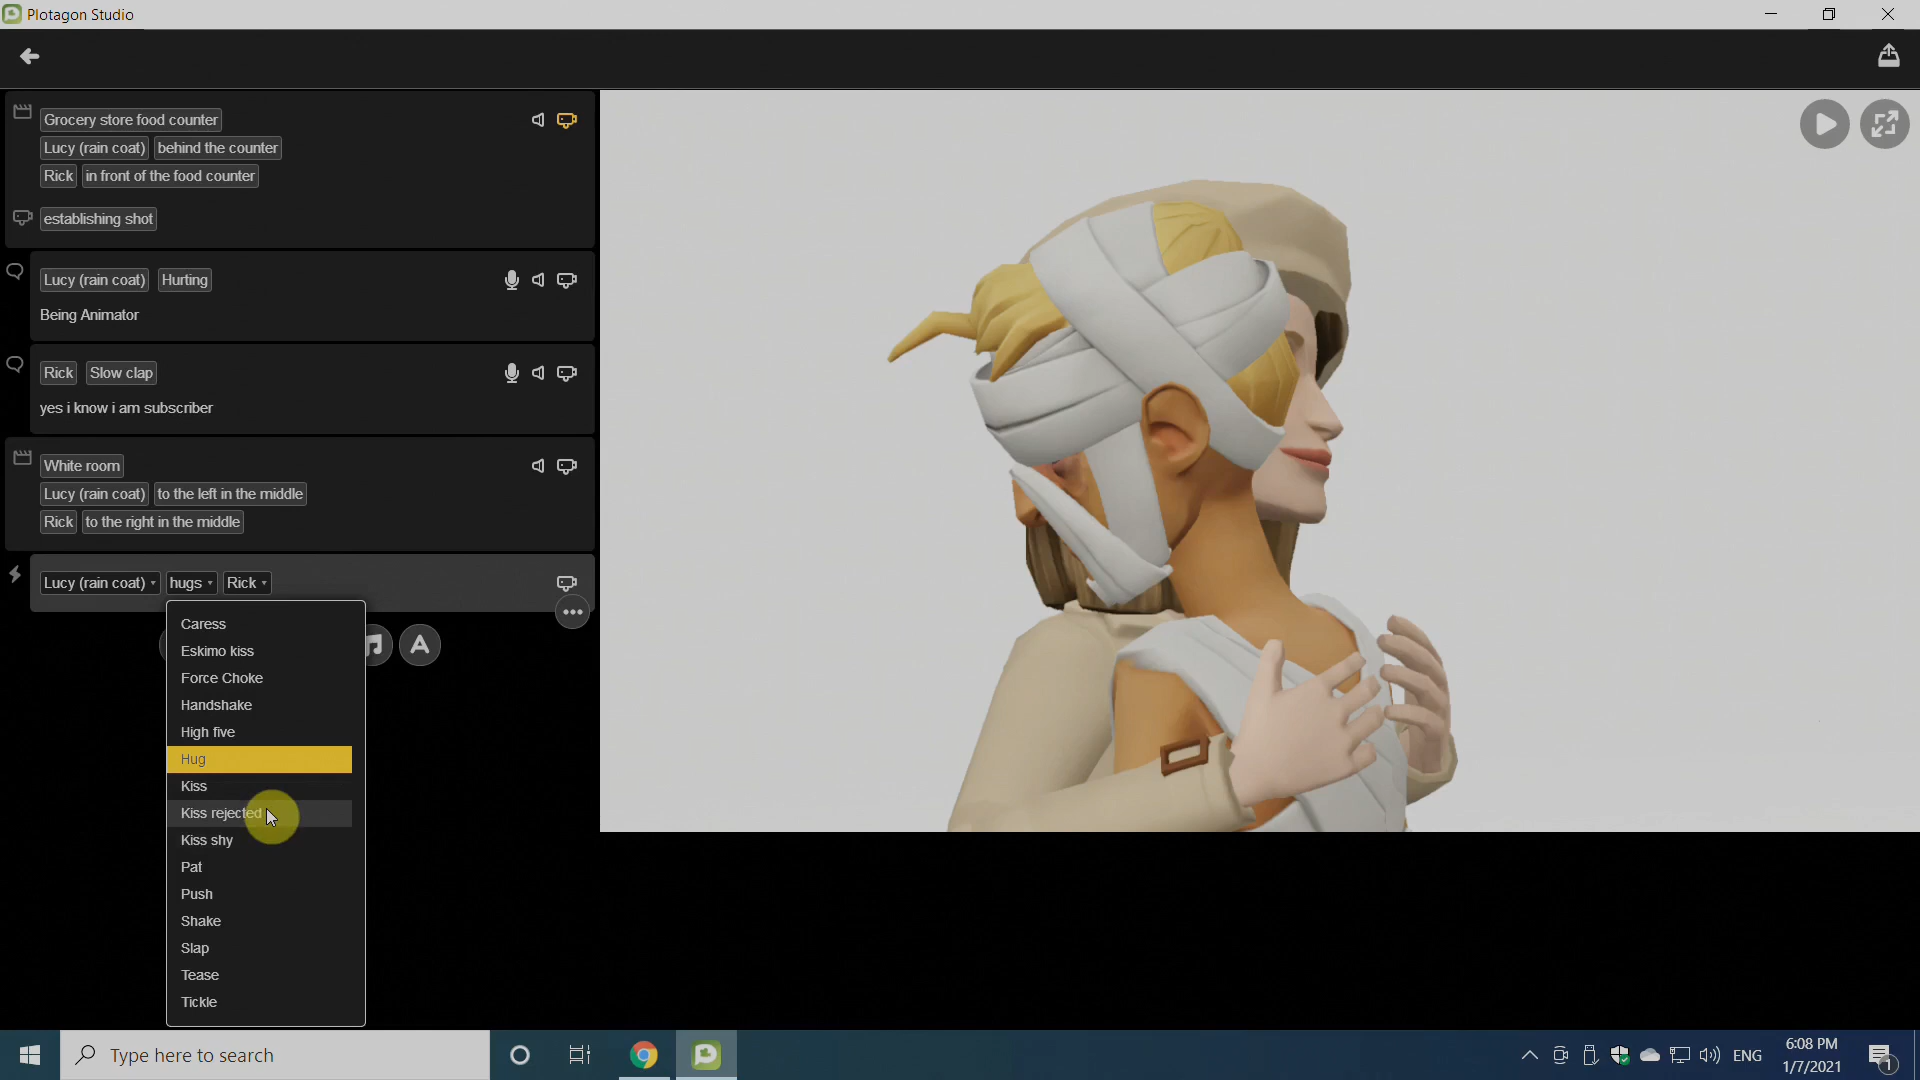 Plotagon Studio
Grocery store food counter
Lucy (rain coat) behind the counter
Rick in front of the food counter
establishing shot
Lucy (rain coat) Hurting
Being Animator
Rick Slow clap
yes i know i am subscriber
White room
Lucy (rain coat) to the left in the middle
Rick to the right in the middle
Lucy (rain coat) hugs Rick
Caress
Eskimo kiss
Force Choke
Handshake
High five
Hug
Kiss
Kiss rejected
Kiss shy
Pat
Push
Shake
Slap
Tease
Tickle
A
Type here to search
ENG
6:08 PM
1/7/2021
1